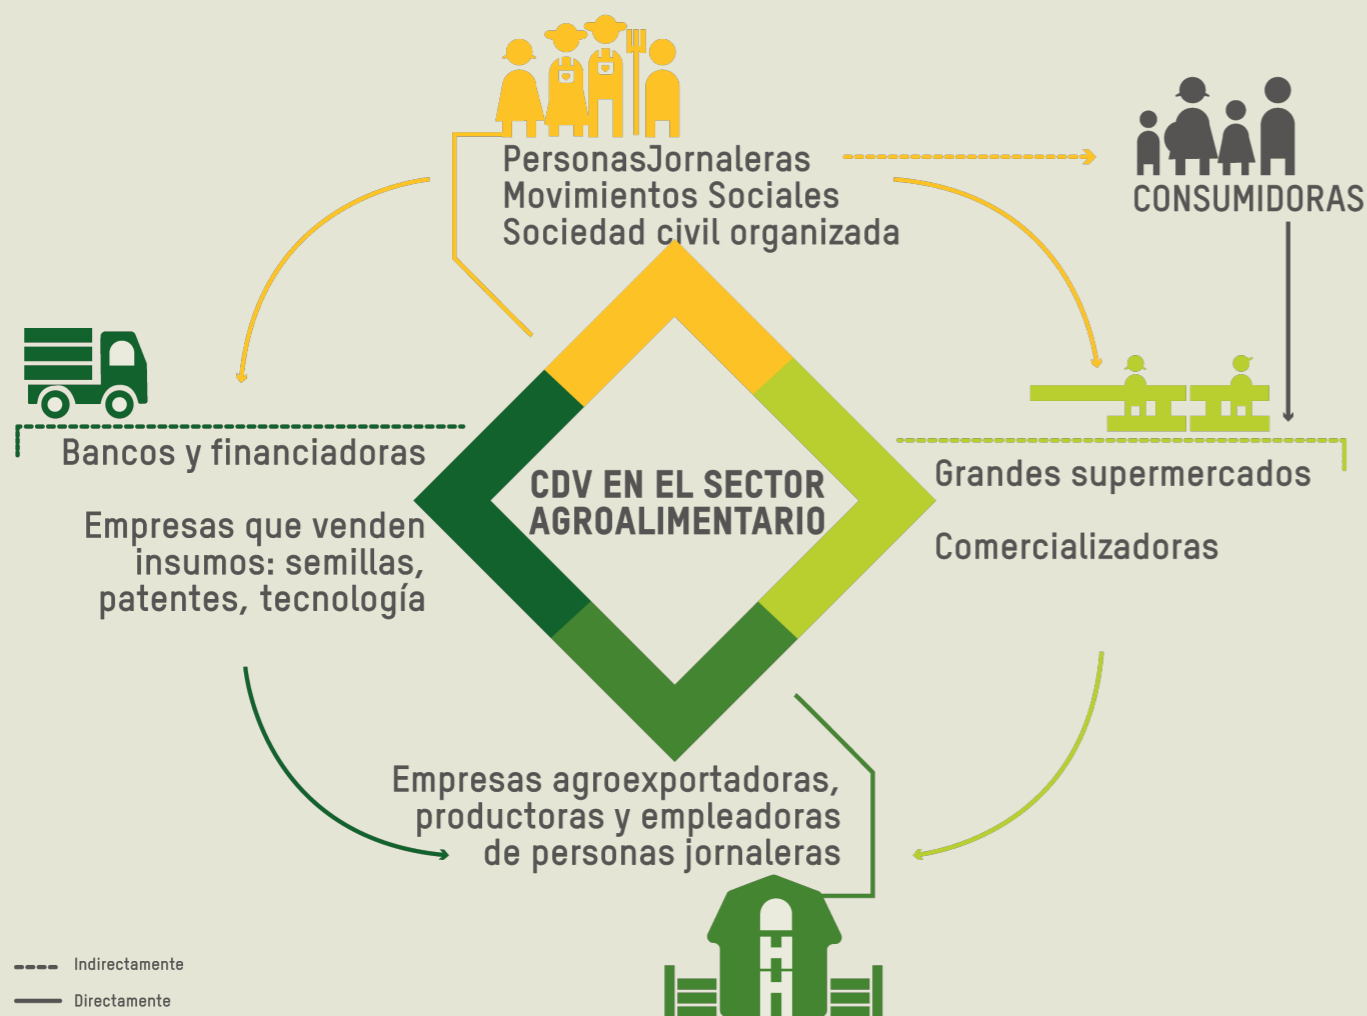 PersonasJornaleras
Movimientos Sociales
Sociedad civil organizada
CONSUMIDORAS
Bancos y financiadoras
Empresas que venden
insumos: semillas,
patentes, tecnología
CDV EN EL SECTOR
AGROALIMENTARIO
Grandes supermercados
Comercializadoras
Empresas agroexportadoras,
productoras y empleadoras
de personas jornaleras
Indirectamente
Directamente